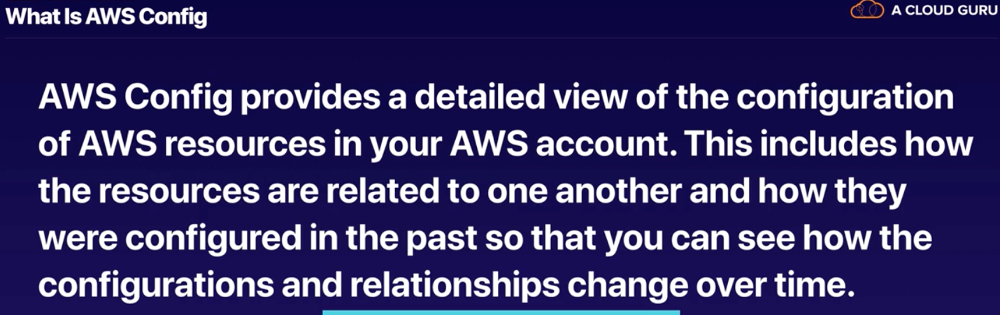 What Is AWS Config
A CLOUD GURU
AWS Config provides a detailed view of the configuration
of AWS resources in your AWS account. This includes how
the resources are related to one another and how they
were configured in the past so that you can see how the
configurations and relationships change over time.